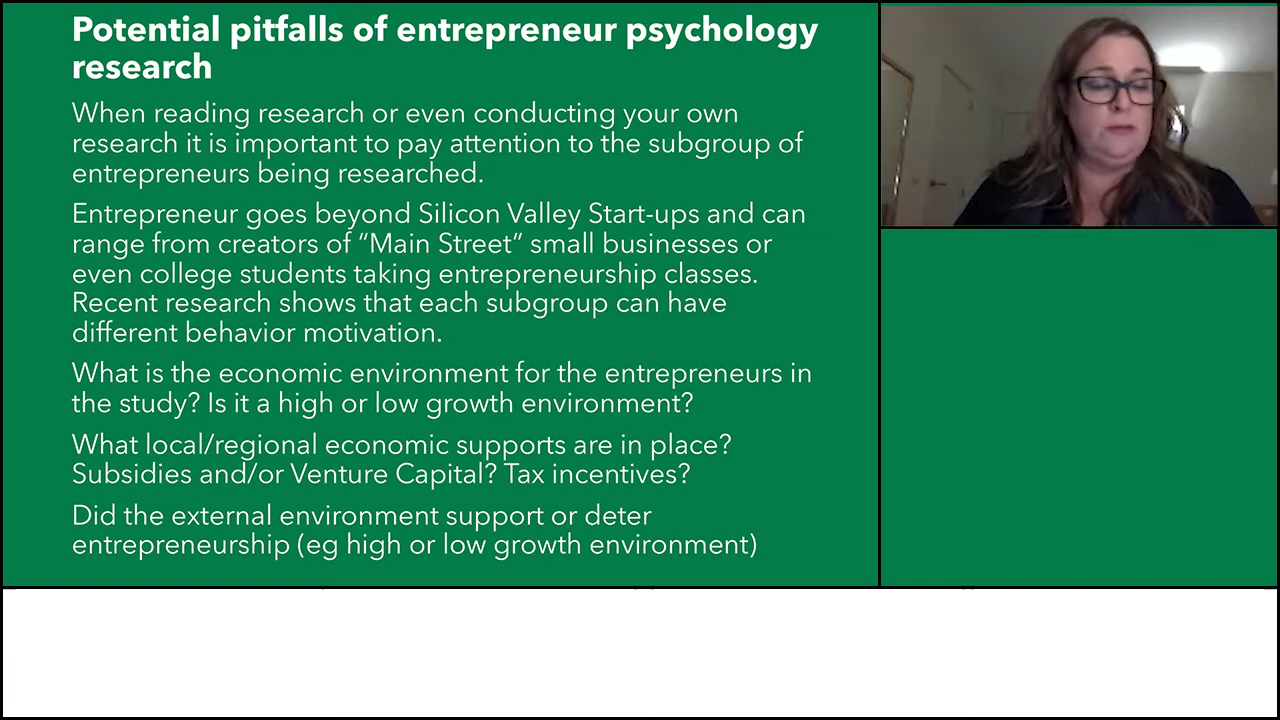 Potential pitfalls of entrepreneur psychology
research
When reading research or even conducting your own
research it is important to pay attention to the subgroup of
entrepreneurs being researched.
Entrepreneur goes beyond Silicon Valley Start-ups and can
range from creators of “Main Street” small businesses or
even college students taking entrepreneurship classes.
Recent research shows that each subgroup can have
different behavior motivation.
What is the economic environment for the entrepreneurs in
the study? Is it a high or low growth environment?
What local/regional economic supports are in place?
Subsidies and/or Venture Capital? Tax incentives?
Did the external environment support or deter
entrepreneurship (eg high or low growth environment)